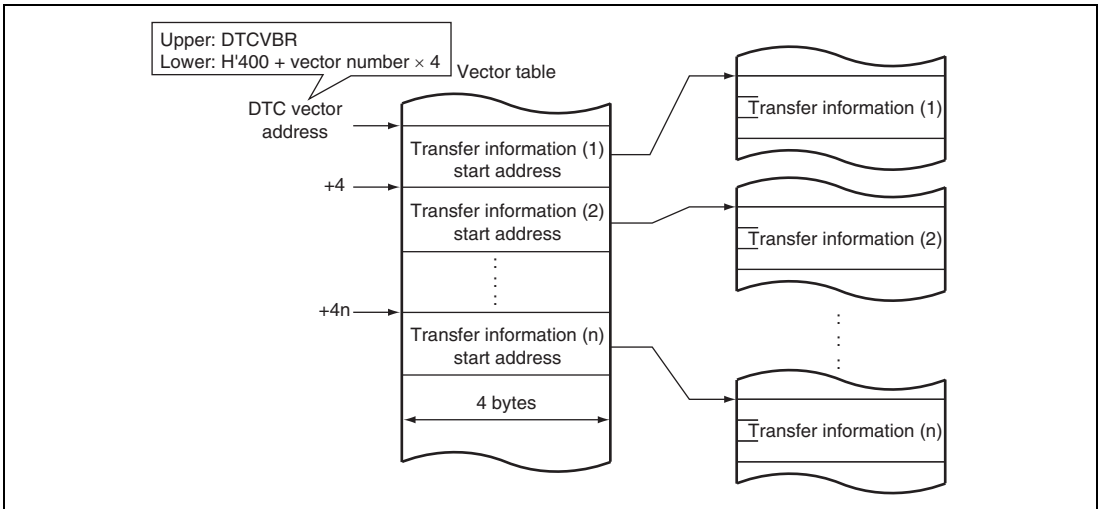 Upper: DTCVBR
Lower: H'400 + vector number × 4
Vector table
DTC vector
address
Transfer information (1)
start address
+4
Transfer information (2)
start address
+4n
Transfer information (n)
start address
4 bytes
Transfer information (1)
Transfer information (2)
Transfer information (n)